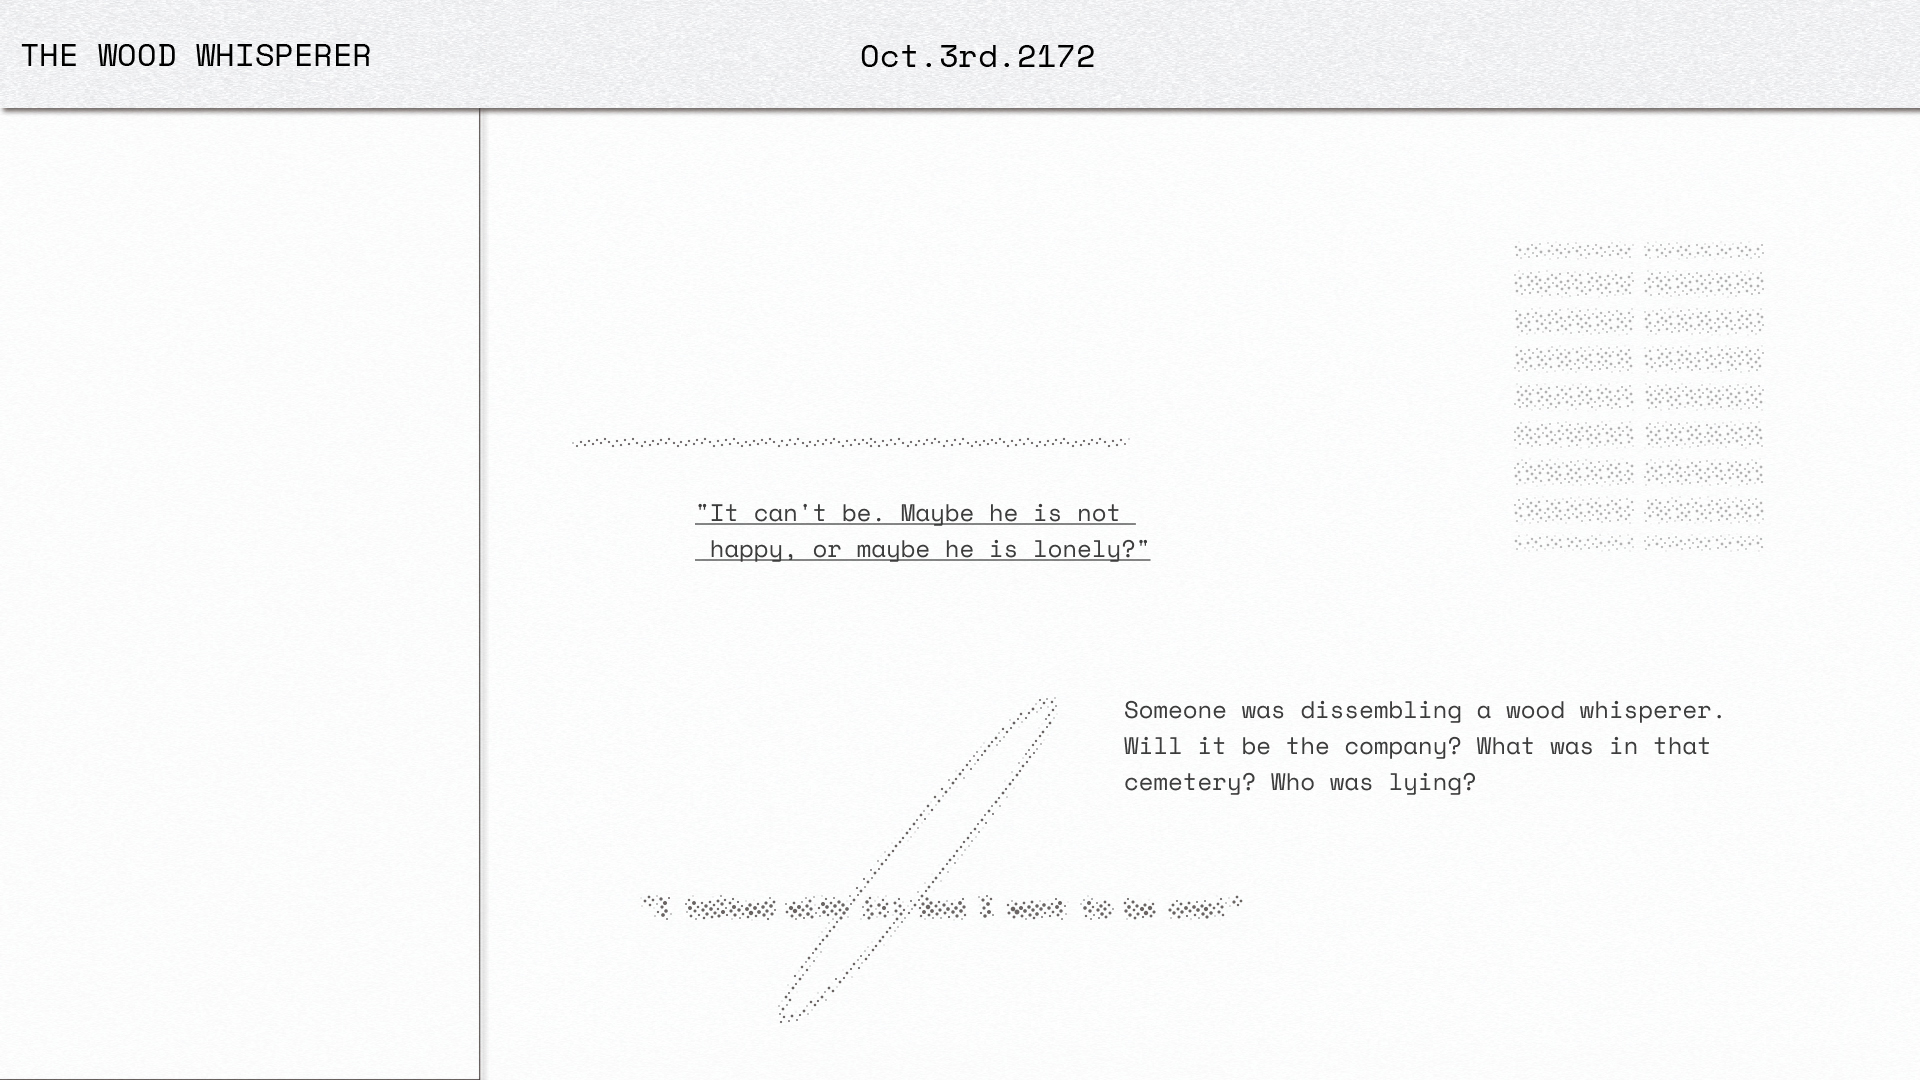 THE WOOD WHISPERER
Oct.3rd.2172
"It can't be. Maybe he is not
happy, or maybe he is lonely?"
Someone was dissembling a wood whisperer.
Will it be the company? What was in that
cemetery? Who was lying?